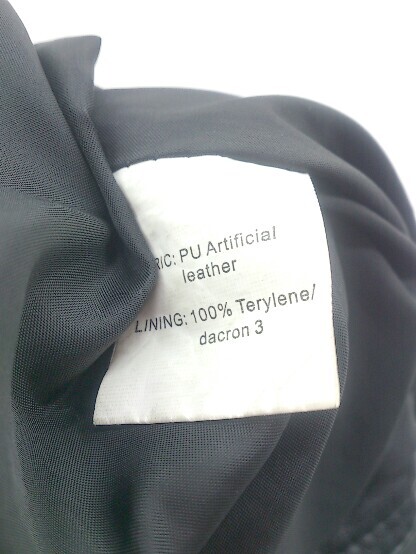 RIC: PU Artificial
leather
LINING: 100% Terylene/
dacron 3